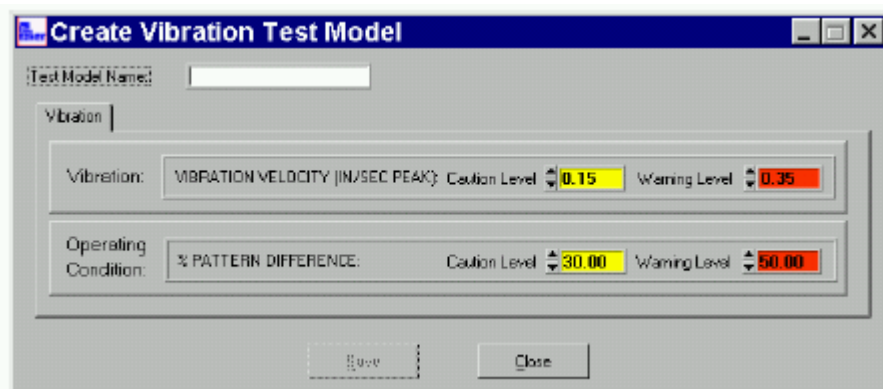 Create Vibration Test Model
Test Model Name:
Vibration
Vibration: VIBRATION VELOCITY (IN/SEC PEAK): Caution Level 0.15 Warning Level 0.35
Operating Condition: % PATTERN DIFFERENCE: Caution Level 30.00 Warning Level 50.00
Save Close